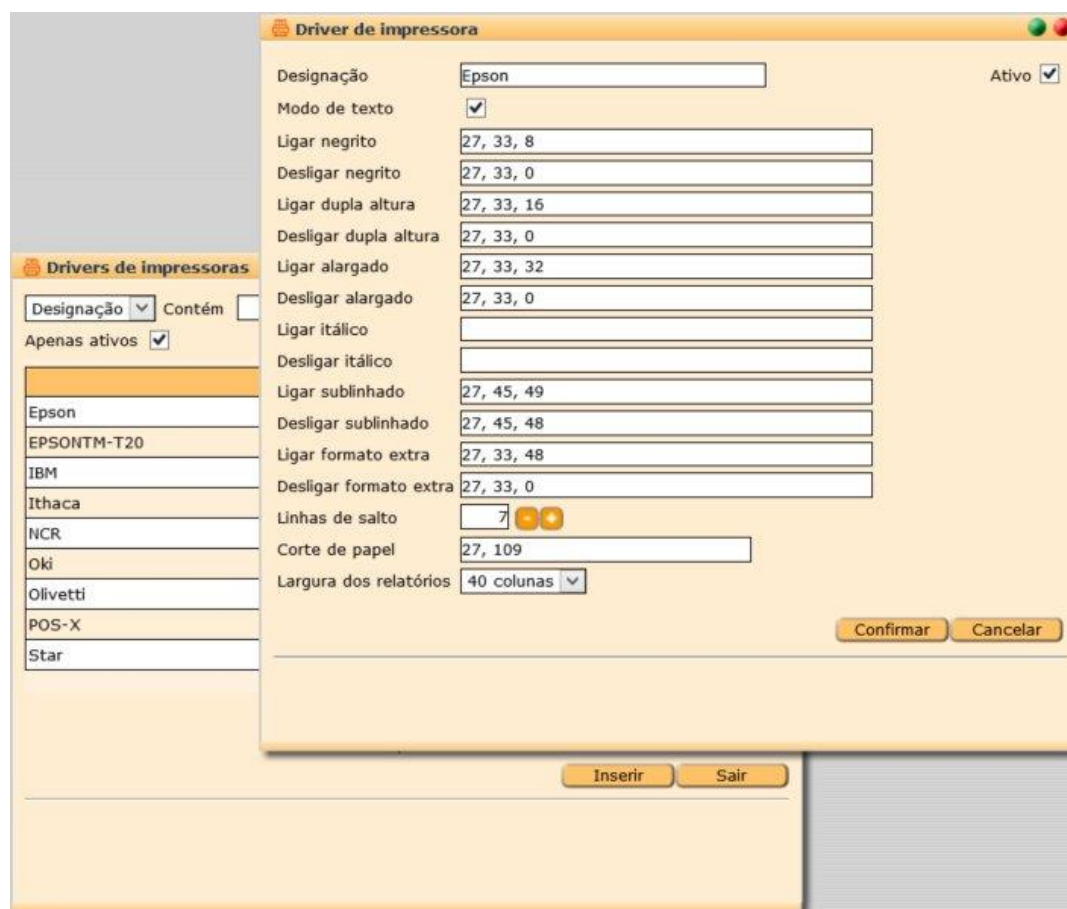 Driver de impressora
Designação Epson Ativo
Modo de texto
Ligar negrito 27, 33, 8
Desligar negrito 27, 33, 0
Ligar dupla altura 27, 33, 16
Desligar dupla altura 27, 33, 0
Ligar alargado 27, 33, 32
Desligar alargado 27, 33, 0
Ligar itálico
Desligar itálico
Ligar sublinhado 27, 45, 49
Desligar sublinhado 27, 45, 48
Ligar formato extra 27, 33, 48
Desligar formato extra 27, 33, 0
Linhas de salto 7 - +
Corte de papel 27, 109
Largura dos relatórios 40 colunas
Confirmar Cancelar
Drivers de impressoras
Designação Contém
Apenas ativos
Epson
EPSONTM-T20
IBM
Ithaca
NCR
Oki
Olivetti
POS-X
Star
Inserir Sair